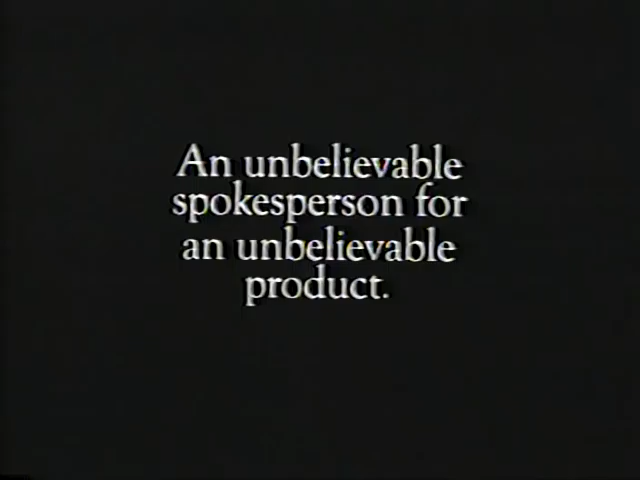 An unbelievable
spokesperson for
an unbelievable
product.